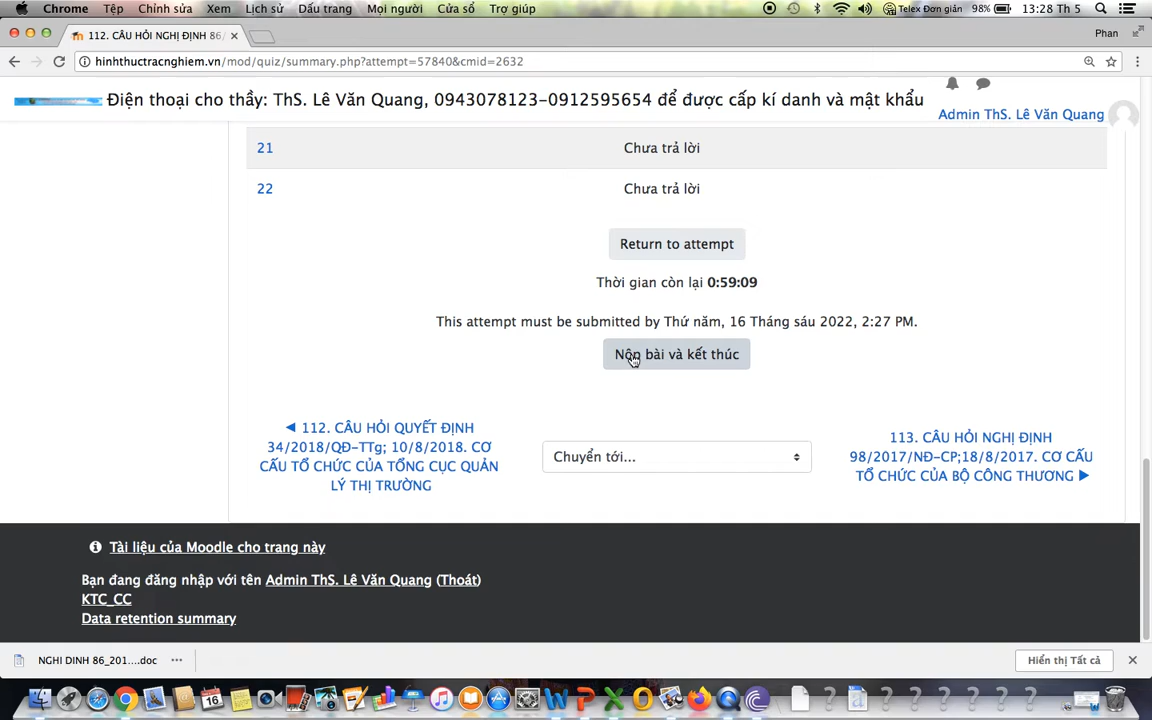 Chrome Tệp Chỉnh sửa Xem Lịch sử Dấu trang Mọi người Cửa sổ Trợ giúp Telex Đơn giản 98% 13:28 Th 5
112. CÂU HỎI NGHỊ ĐỊNH 86/ Phan
hinhthuctracnghiem.vn/mod/quiz/summary.php?attempt=57840&cmid=2632
Điện thoại cho thầy: ThS. Lê Văn Quang, 0943078123-0912595654 để được cấp kí danh và mật khẩu
Admin ThS. Lê Văn Quang
21 Chưa trả lời
22 Chưa trả lời
Return to attempt
Thời gian còn lại 0:59:09
This attempt must be submitted by Thứ năm, 16 Tháng sáu 2022, 2:27 PM.
Nộp bài và kết thúc
◀ 112. CÂU HỎI QUYẾT ĐỊNH
34/2018/QĐ-TTg; 10/8/2018. CƠ
CẤU TỔ CHỨC CỦA TỔNG CỤC QUẢN
LÝ THỊ TRƯỜNG
Chuyển tới...
113. CÂU HỎI NGHỊ ĐỊNH
98/2017/NĐ-CP;18/8/2017. CƠ CẤU
TỔ CHỨC CỦA BỘ CÔNG THƯƠNG ▶
Tài liệu của Moodle cho trang này
Bạn đang đăng nhập với tên Admin ThS. Lê Văn Quang (Thoát)
KTC_CC
Data retention summary
NGHI DINH 86_201....doc
Hiển thị Tất cả
16